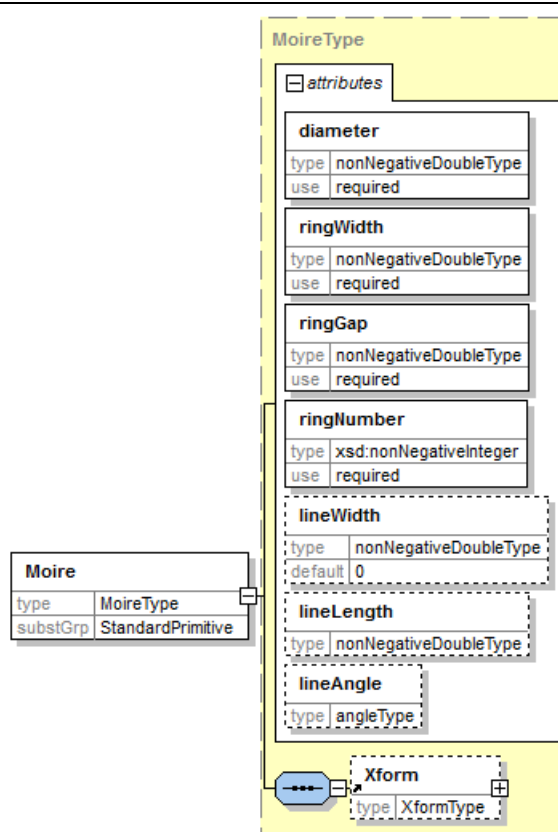 MoireType
attributes
diameter
type nonNegativeDoubleType
use required
ringWidth
type nonNegativeDoubleType
use required
ringGap
type nonNegativeDoubleType
use required
ringNumber
type xsd:nonNegativeInteger
use required
lineWidth
type nonNegativeDoubleType
default 0
lineLength
type nonNegativeDoubleType
lineAngle
type angleType
Moire
type MoireType
substGrp StandardPrimitive
Xform
type XformType